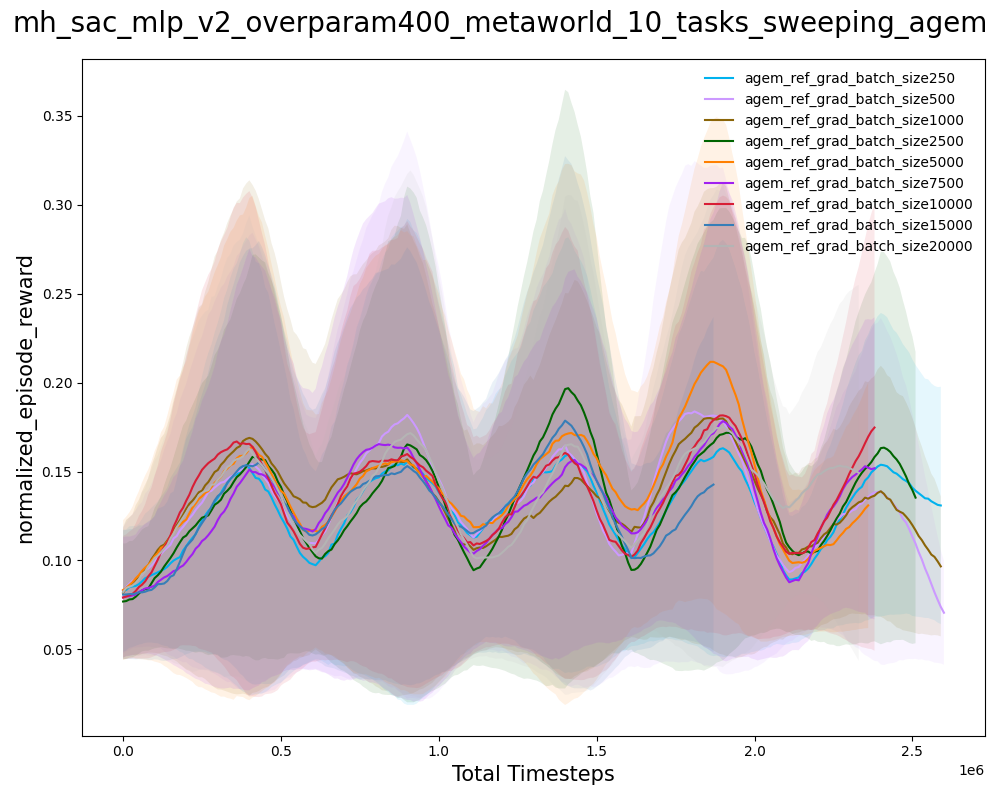 mh_sac_mlp_v2_overparam400_metaworld_10_tasks_sweeping_agem
agem_ref_grad_batch_size250
agem_ref_grad_batch_size500
agem_ref_grad_batch_size1000
agem_ref_grad_batch_size2500
agem_ref_grad_batch_size5000
agem_ref_grad_batch_size7500
agem_ref_grad_batch_size10000
agem_ref_grad_batch_size15000
agem_ref_grad_batch_size20000
normalized_episode_reward
0.35
0.30
0.25
0.20
0.15
0.10
0.05
0.0
0.5
1.0
1.5
2.0
2.5
1e6
Total Timesteps